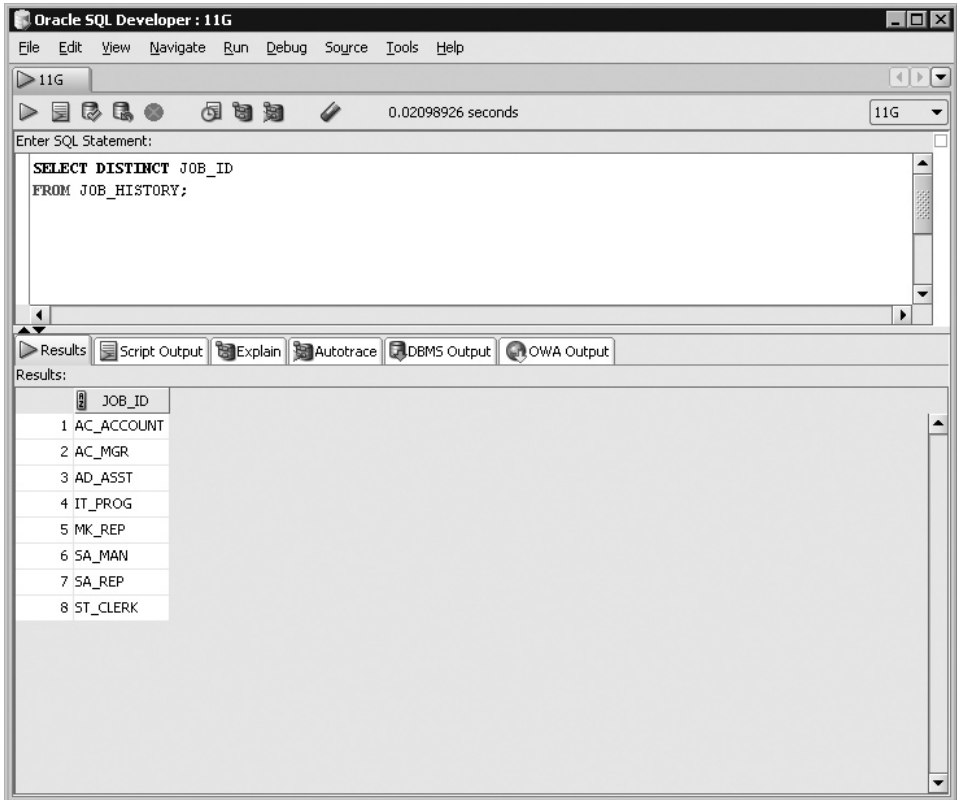 Oracle SQL Developer : 11G
File Edit View Navigate Run Debug Source Tools Help
11G
0.02098926 seconds
11G
Enter SQL Statement:
SELECT DISTINCT JOB_ID
FROM JOB_HISTORY;
Results Script Output Explain Autotrace DBMS Output OWA Output
Results:
JOB_ID
1 AC_ACCOUNT
2 AC_MGR
3 AD_ASST
4 IT_PROG
5 MK_REP
6 SA_MAN
7 SA_REP
8 ST_CLERK